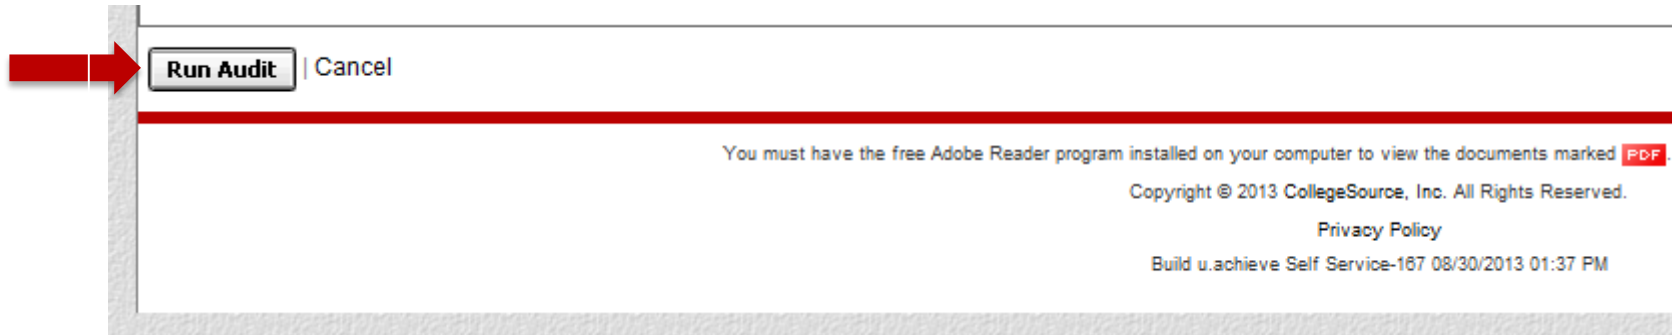 Run Audit | Cancel
You must have the free Adobe Reader program installed on your computer to view the documents marked PDF.
Copyright © 2013 CollegeSource, Inc. All Rights Reserved.
Privacy Policy
Build u.achieve Self Service-167 08/30/2013 01:37 PM